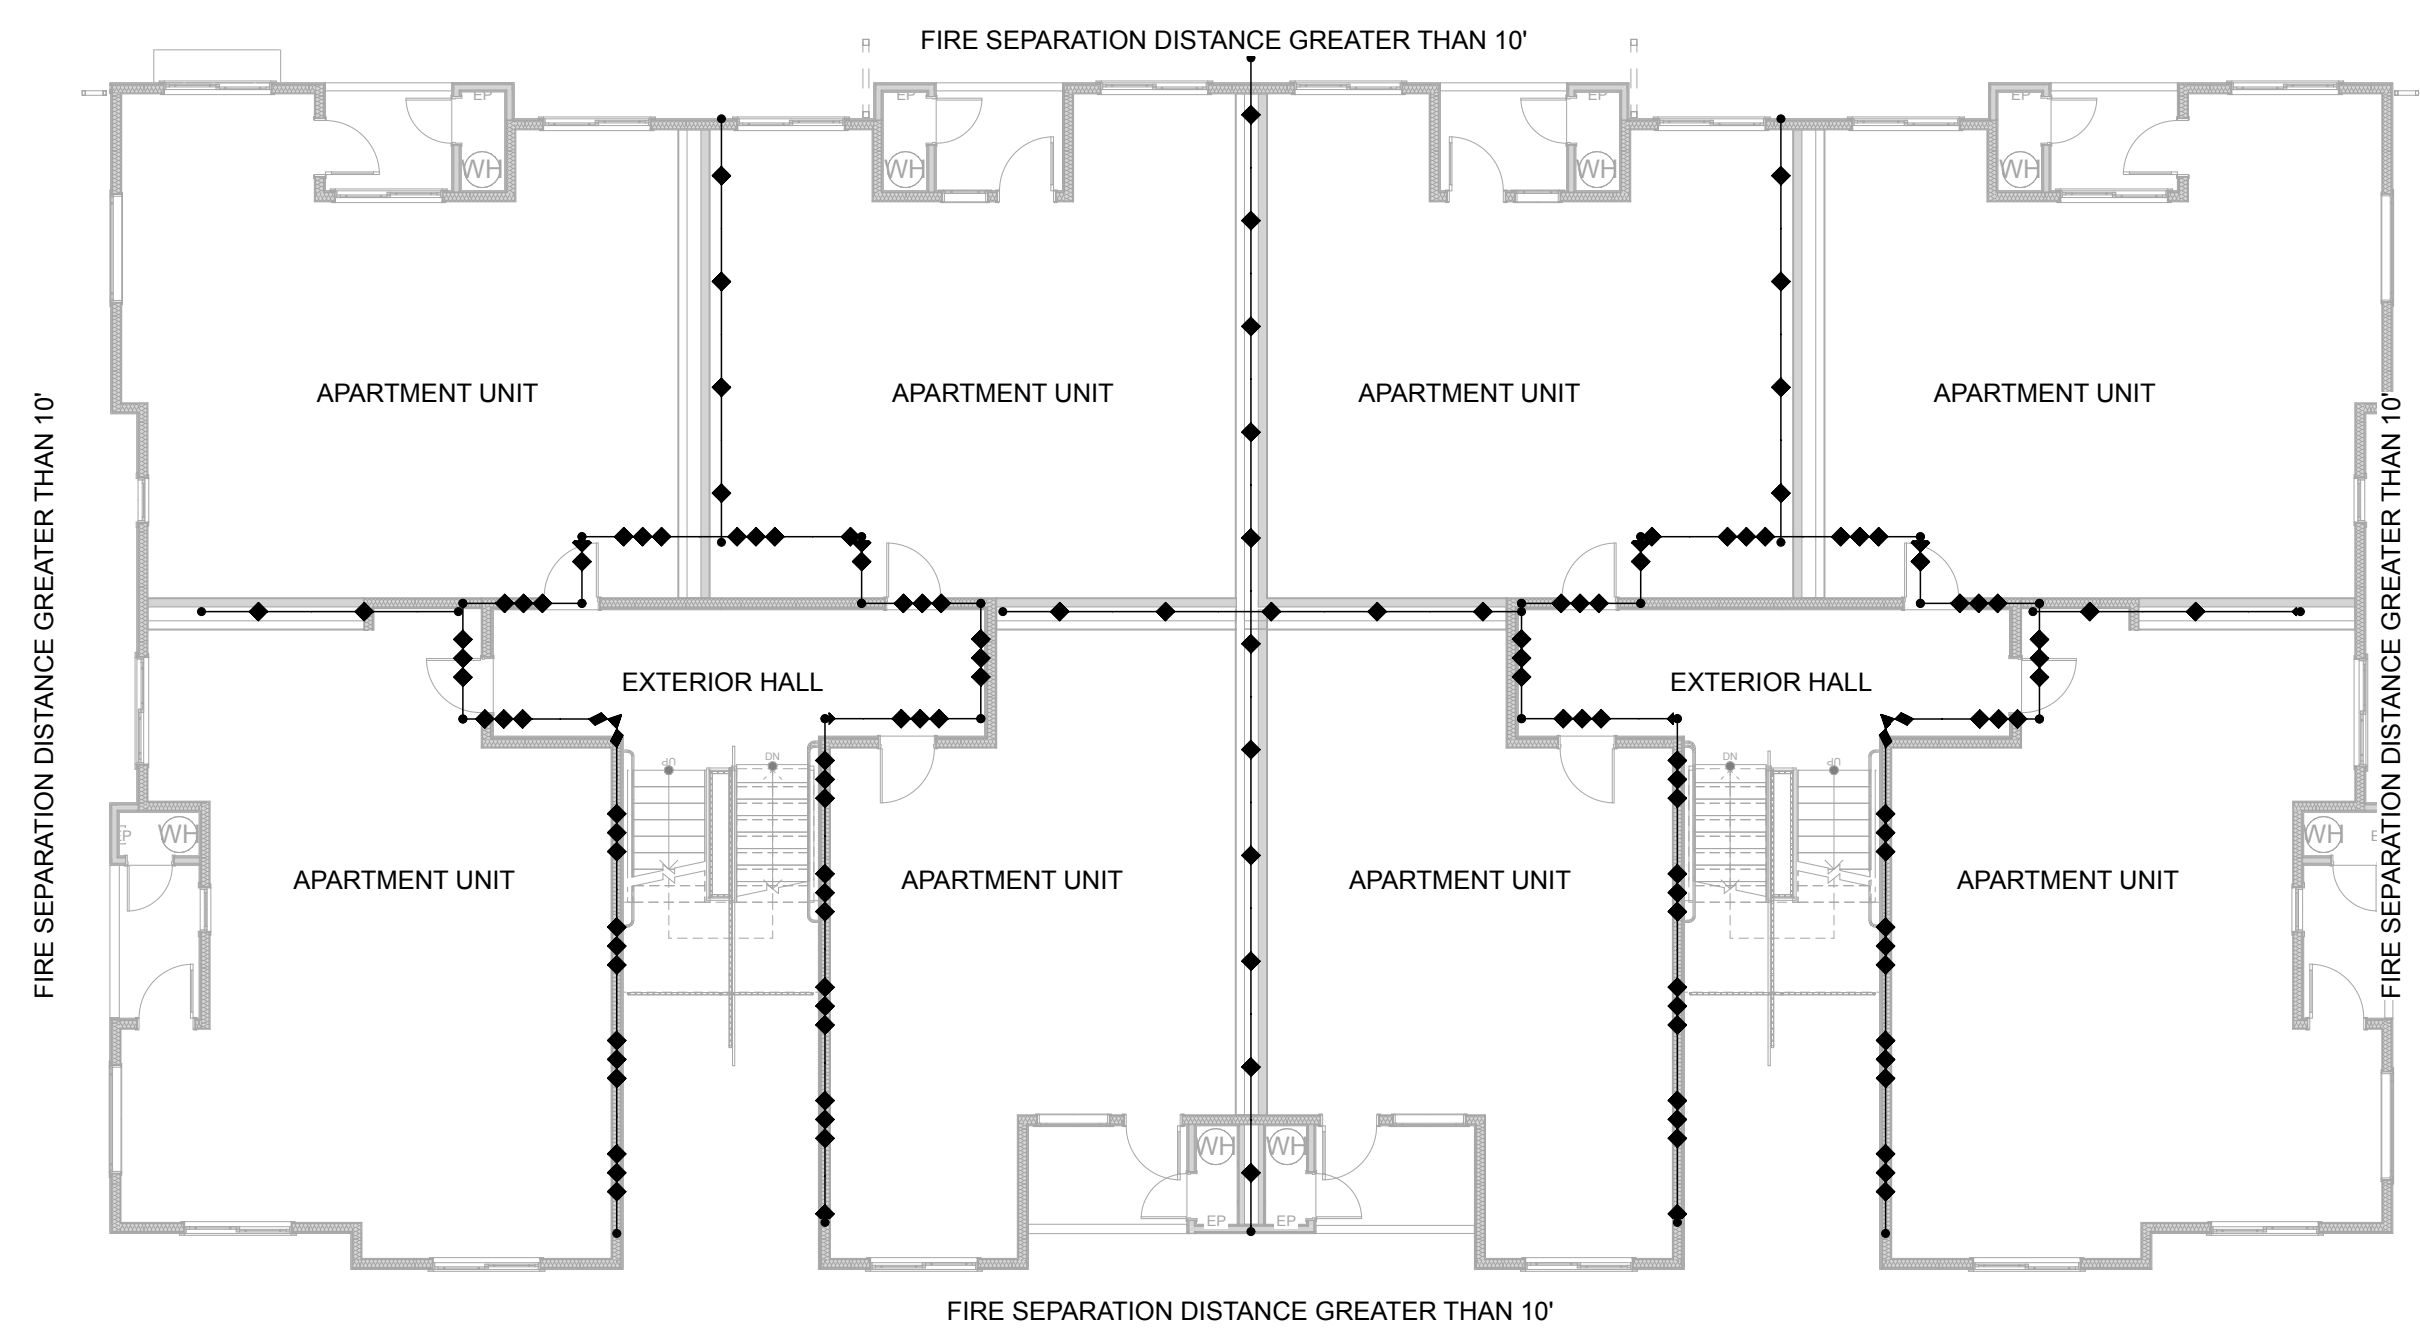 FIRE SEPARATION DISTANCE GREATER THAN 10'
EP
EP
EP
EP
WH
WH
WH
WH
APARTMENT UNIT
APARTMENT UNIT
APARTMENT UNIT
APARTMENT UNIT
FIRE SEPARATION DISTANCE GREATER THAN 10'
FIRE SEPARATION DISTANCE GREATER THAN 10'
EXTERIOR HALL
EXTERIOR HALL
UP
DN
DN
UP
EP
WH
WH
E
APARTMENT UNIT
APARTMENT UNIT
APARTMENT UNIT
APARTMENT UNIT
WH
WH
EP
EP
FIRE SEPARATION DISTANCE GREATER THAN 10'